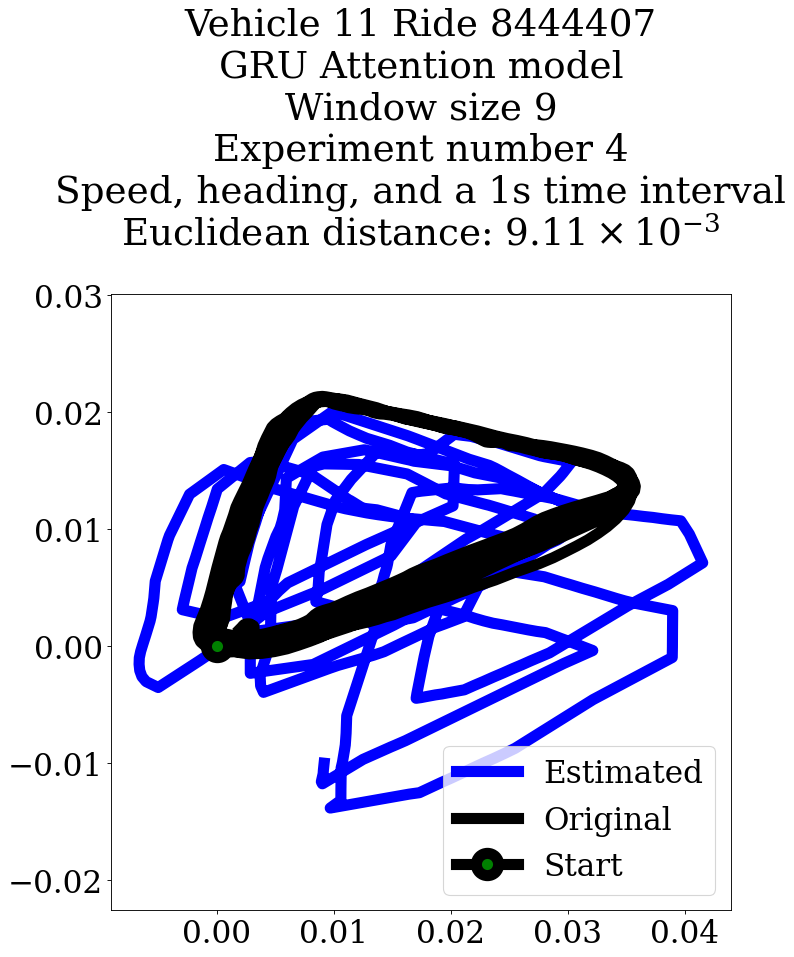 Vehicle 11 Ride 8444407
GRU Attention model
Window size 9
Experiment number 4
Speed, heading, and a 1s time interval
Euclidean distance: 9.11 × 10⁻³
0.03
0.02
0.01
0.00
−0.01
−0.02
Estimated
Original
Start
0.00 0.01 0.02 0.03 0.04